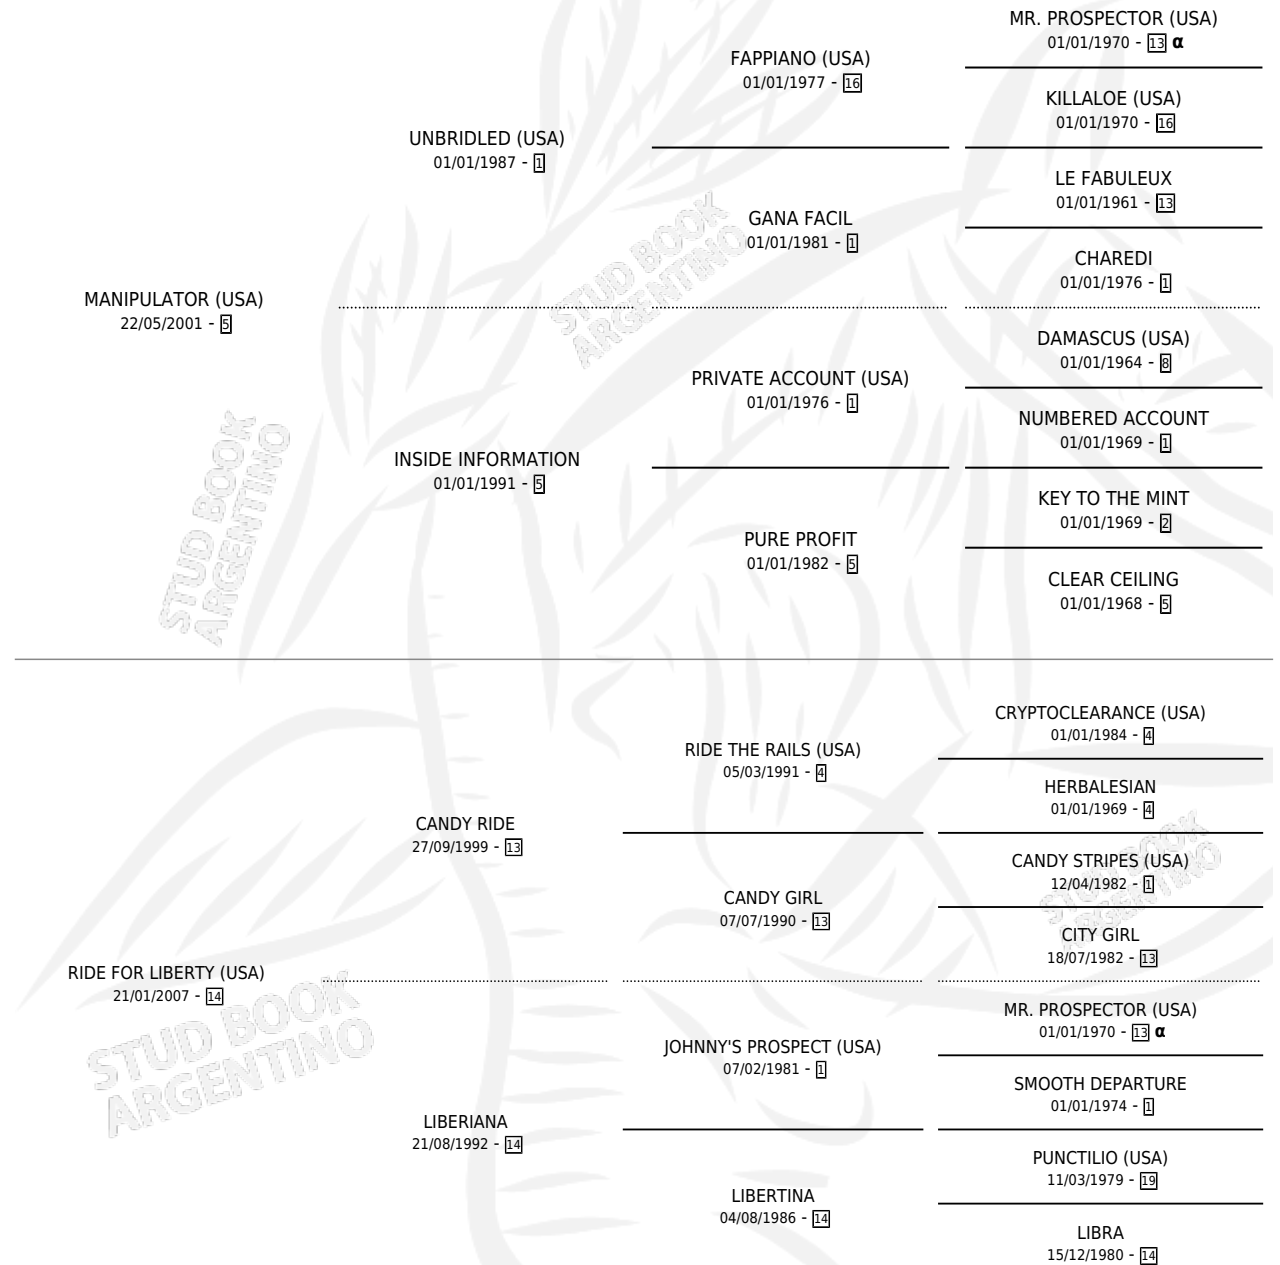 MR. PROSPECTOR (USA)
01/01/1970 - 13 α
FAPPIANO (USA)
01/01/1977 - 16
KILLALOE (USA)
01/01/1970 - 16
UNBRIDLED (USA)
01/01/1987 - 1
LE FABULEUX
01/01/1961 - 13
GANA FACIL
01/01/1981 - 1
CHAREDI
01/01/1976 - 1
MANIPULATOR (USA)
22/05/2001 - 5
DAMASCUS (USA)
01/01/1964 - 8
PRIVATE ACCOUNT (USA)
01/01/1976 - 1
NUMBERED ACCOUNT
01/01/1969 - 1
INSIDE INFORMATION
01/01/1991 - 5
KEY TO THE MINT
01/01/1969 - 2
PURE PROFIT
01/01/1982 - 5
CLEAR CEILING
01/01/1968 - 5
CRYPTOCLEARANCE (USA)
01/01/1984 - 4
RIDE THE RAILS (USA)
05/03/1991 - 4
HERBALESIAN
01/01/1969 - 4
CANDY RIDE
27/09/1999 - 13
CANDY STRIPES (USA)
12/04/1982 - 1
CANDY GIRL
07/07/1990 - 13
CITY GIRL
18/07/1982 - 13
RIDE FOR LIBERTY (USA)
21/01/2007 - 14
MR. PROSPECTOR (USA)
01/01/1970 - 13 α
JOHNNY'S PROSPECT (USA)
07/02/1981 - 1
SMOOTH DEPARTURE
01/01/1974 - 1
LIBERIANA
21/08/1992 - 14
PUNCTILIO (USA)
11/03/1979 - 19
LIBERTINA
04/08/1986 - 14
LIBRA
15/12/1980 - 14
STUD BOOK
ARGENTINO
STUD BOOK
ARGENTINO
STUD BOOK
ARGENTINO
STUD BOOK
ARGENTINO